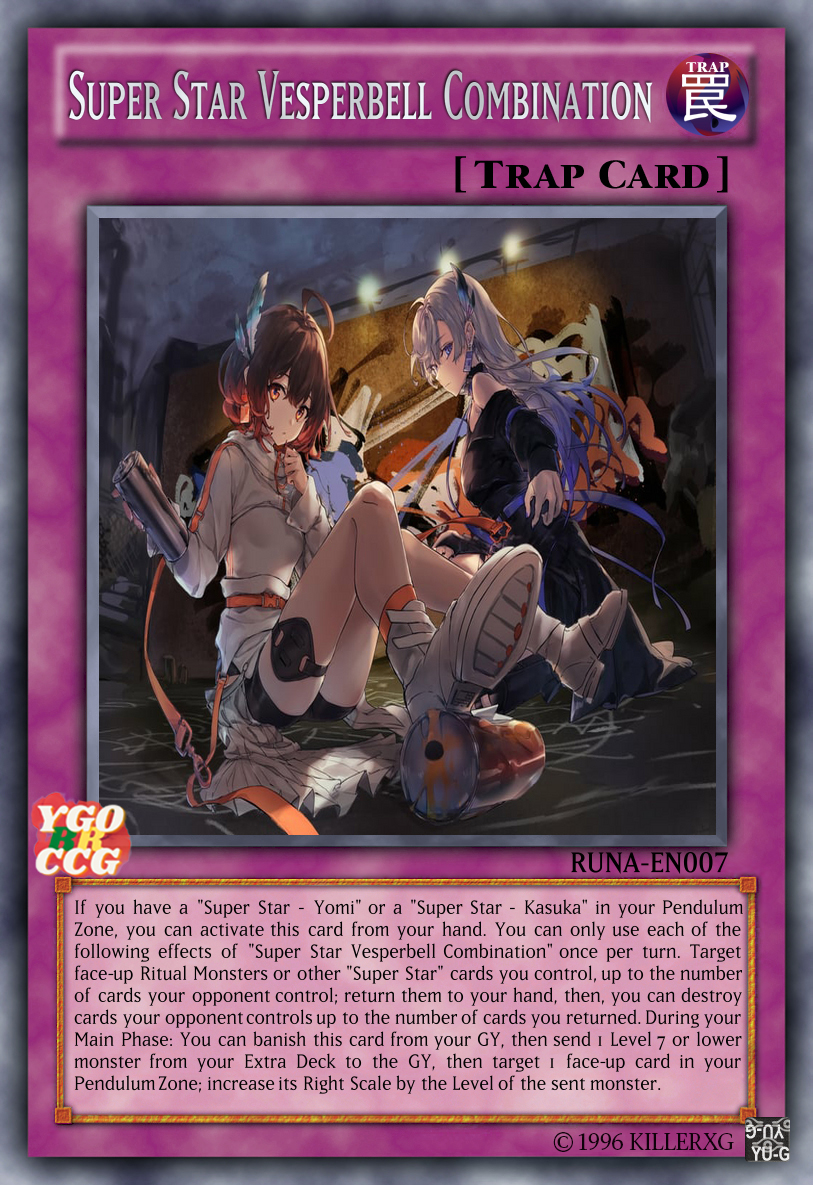 SUPER STAR VESPERBELL COMBINATION
TRAP
罠
[TRAP CARD]
YGO
RR
CCG
RUNA-EN007
If you have a "Super Star - Yomi" or a "Super Star - Kasuka" in your Pendulum
Zone, you can activate this card from your hand. You can only use each of the
following effects of "Super Star Vesperbell Combination" once per turn. Target
face-up Ritual Monsters or other "Super Star" cards you control, up to the number
of cards your opponent control; return them to your hand, then, you can destroy
cards your opponent controls up to the number of cards you returned. During your
Main Phase: You can banish this card from your GY, then send 1 Level 7 or lower
monster from your Extra Deck to the GY, then target 1 face-up card in your
Pendulum Zone; increase its Right Scale by the Level of the sent monster.
© 1996 KILLERXG
YU-G
YU-G